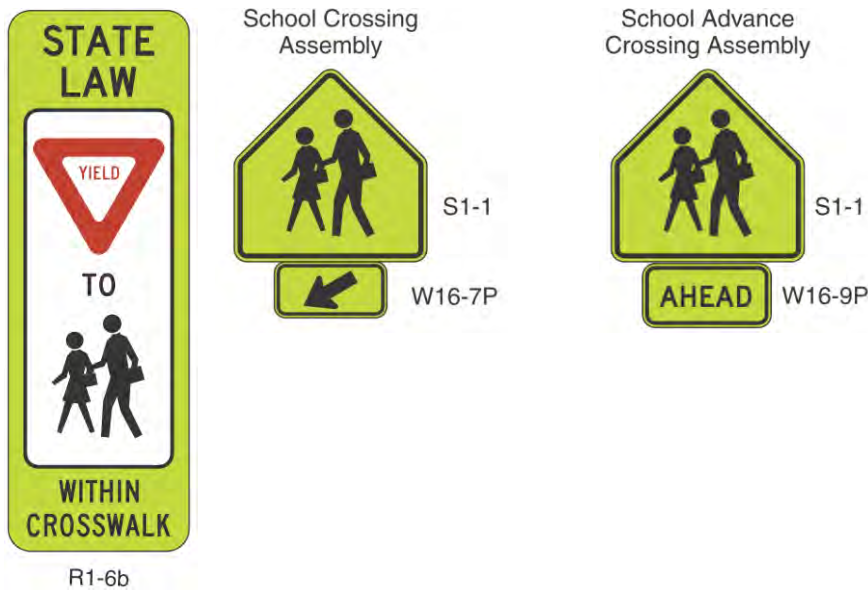 STATE
LAW
YIELD
TO
WITHIN
CROSSWALK
R1-6b
School Crossing
Assembly
S1-1
W16-7P
School Advance
Crossing Assembly
S1-1
AHEAD
W16-9P